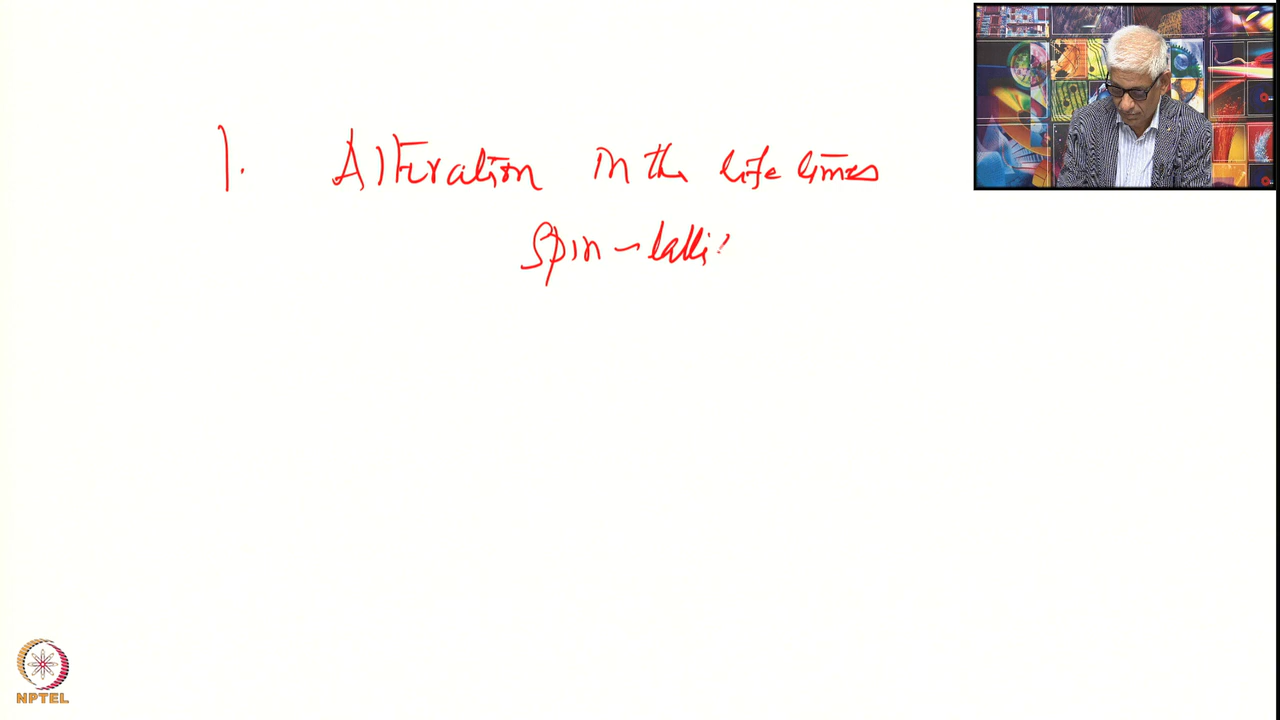 1. Alteration in the life times
spin - latti
NPTEL